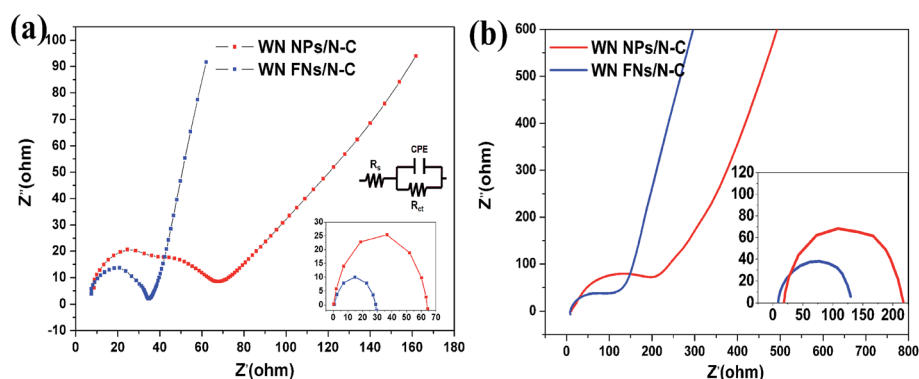 (a)
WN NPs/N-C
WN FNs/N-C
Z''(ohm)
100
90
80
70
60
50
40
30
20
10
0
-10
0 20 40 60 80 100 120 140 160 180
Z'(ohm)
CPE
Rs
Rct
30
25
20
15
10
5
0
0 10 20 30 40 50 60 70
(b)
WN NPs/N-C
WN FNs/N-C
Z''(ohm)
600
500
400
300
200
100
0
0 100 200 300 400 500 600 700 800
Z'(ohm)
120
100
80
60
40
20
0
0 50 100 150 200